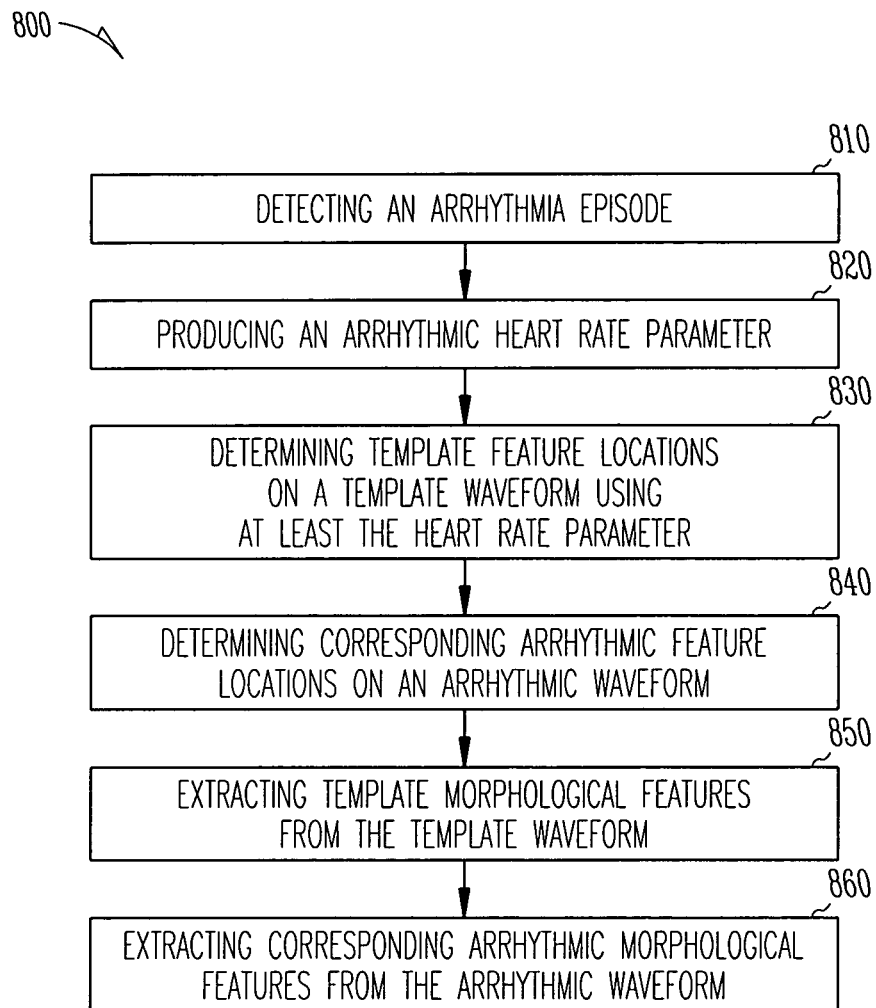 800
810
DETECTING AN ARRHYTHMIA EPISODE
820
PRODUCING AN ARRHYTHMIC HEART RATE PARAMETER
830
DETERMINING TEMPLATE FEATURE LOCATIONS
ON A TEMPLATE WAVEFORM USING
AT LEAST THE HEART RATE PARAMETER
840
DETERMINING CORRESPONDING ARRHYTHMIC FEATURE
LOCATIONS ON AN ARRHYTHMIC WAVEFORM
850
EXTRACTING TEMPLATE MORPHOLOGICAL FEATURES
FROM THE TEMPLATE WAVEFORM
860
EXTRACTING CORRESPONDING ARRHYTHMIC MORPHOLOGICAL
FEATURES FROM THE ARRHYTHMIC WAVEFORM